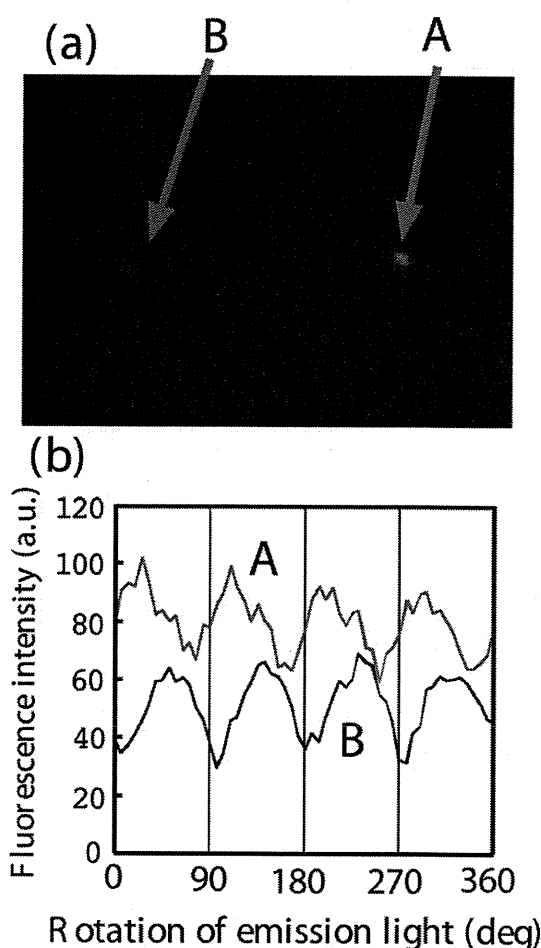 (a) B A
(b)
Fluorescence intensity (a.u.)
120
100
80
60
40
20
0
A
B
0 90 180 270 360
Rotation of emission light (deg)